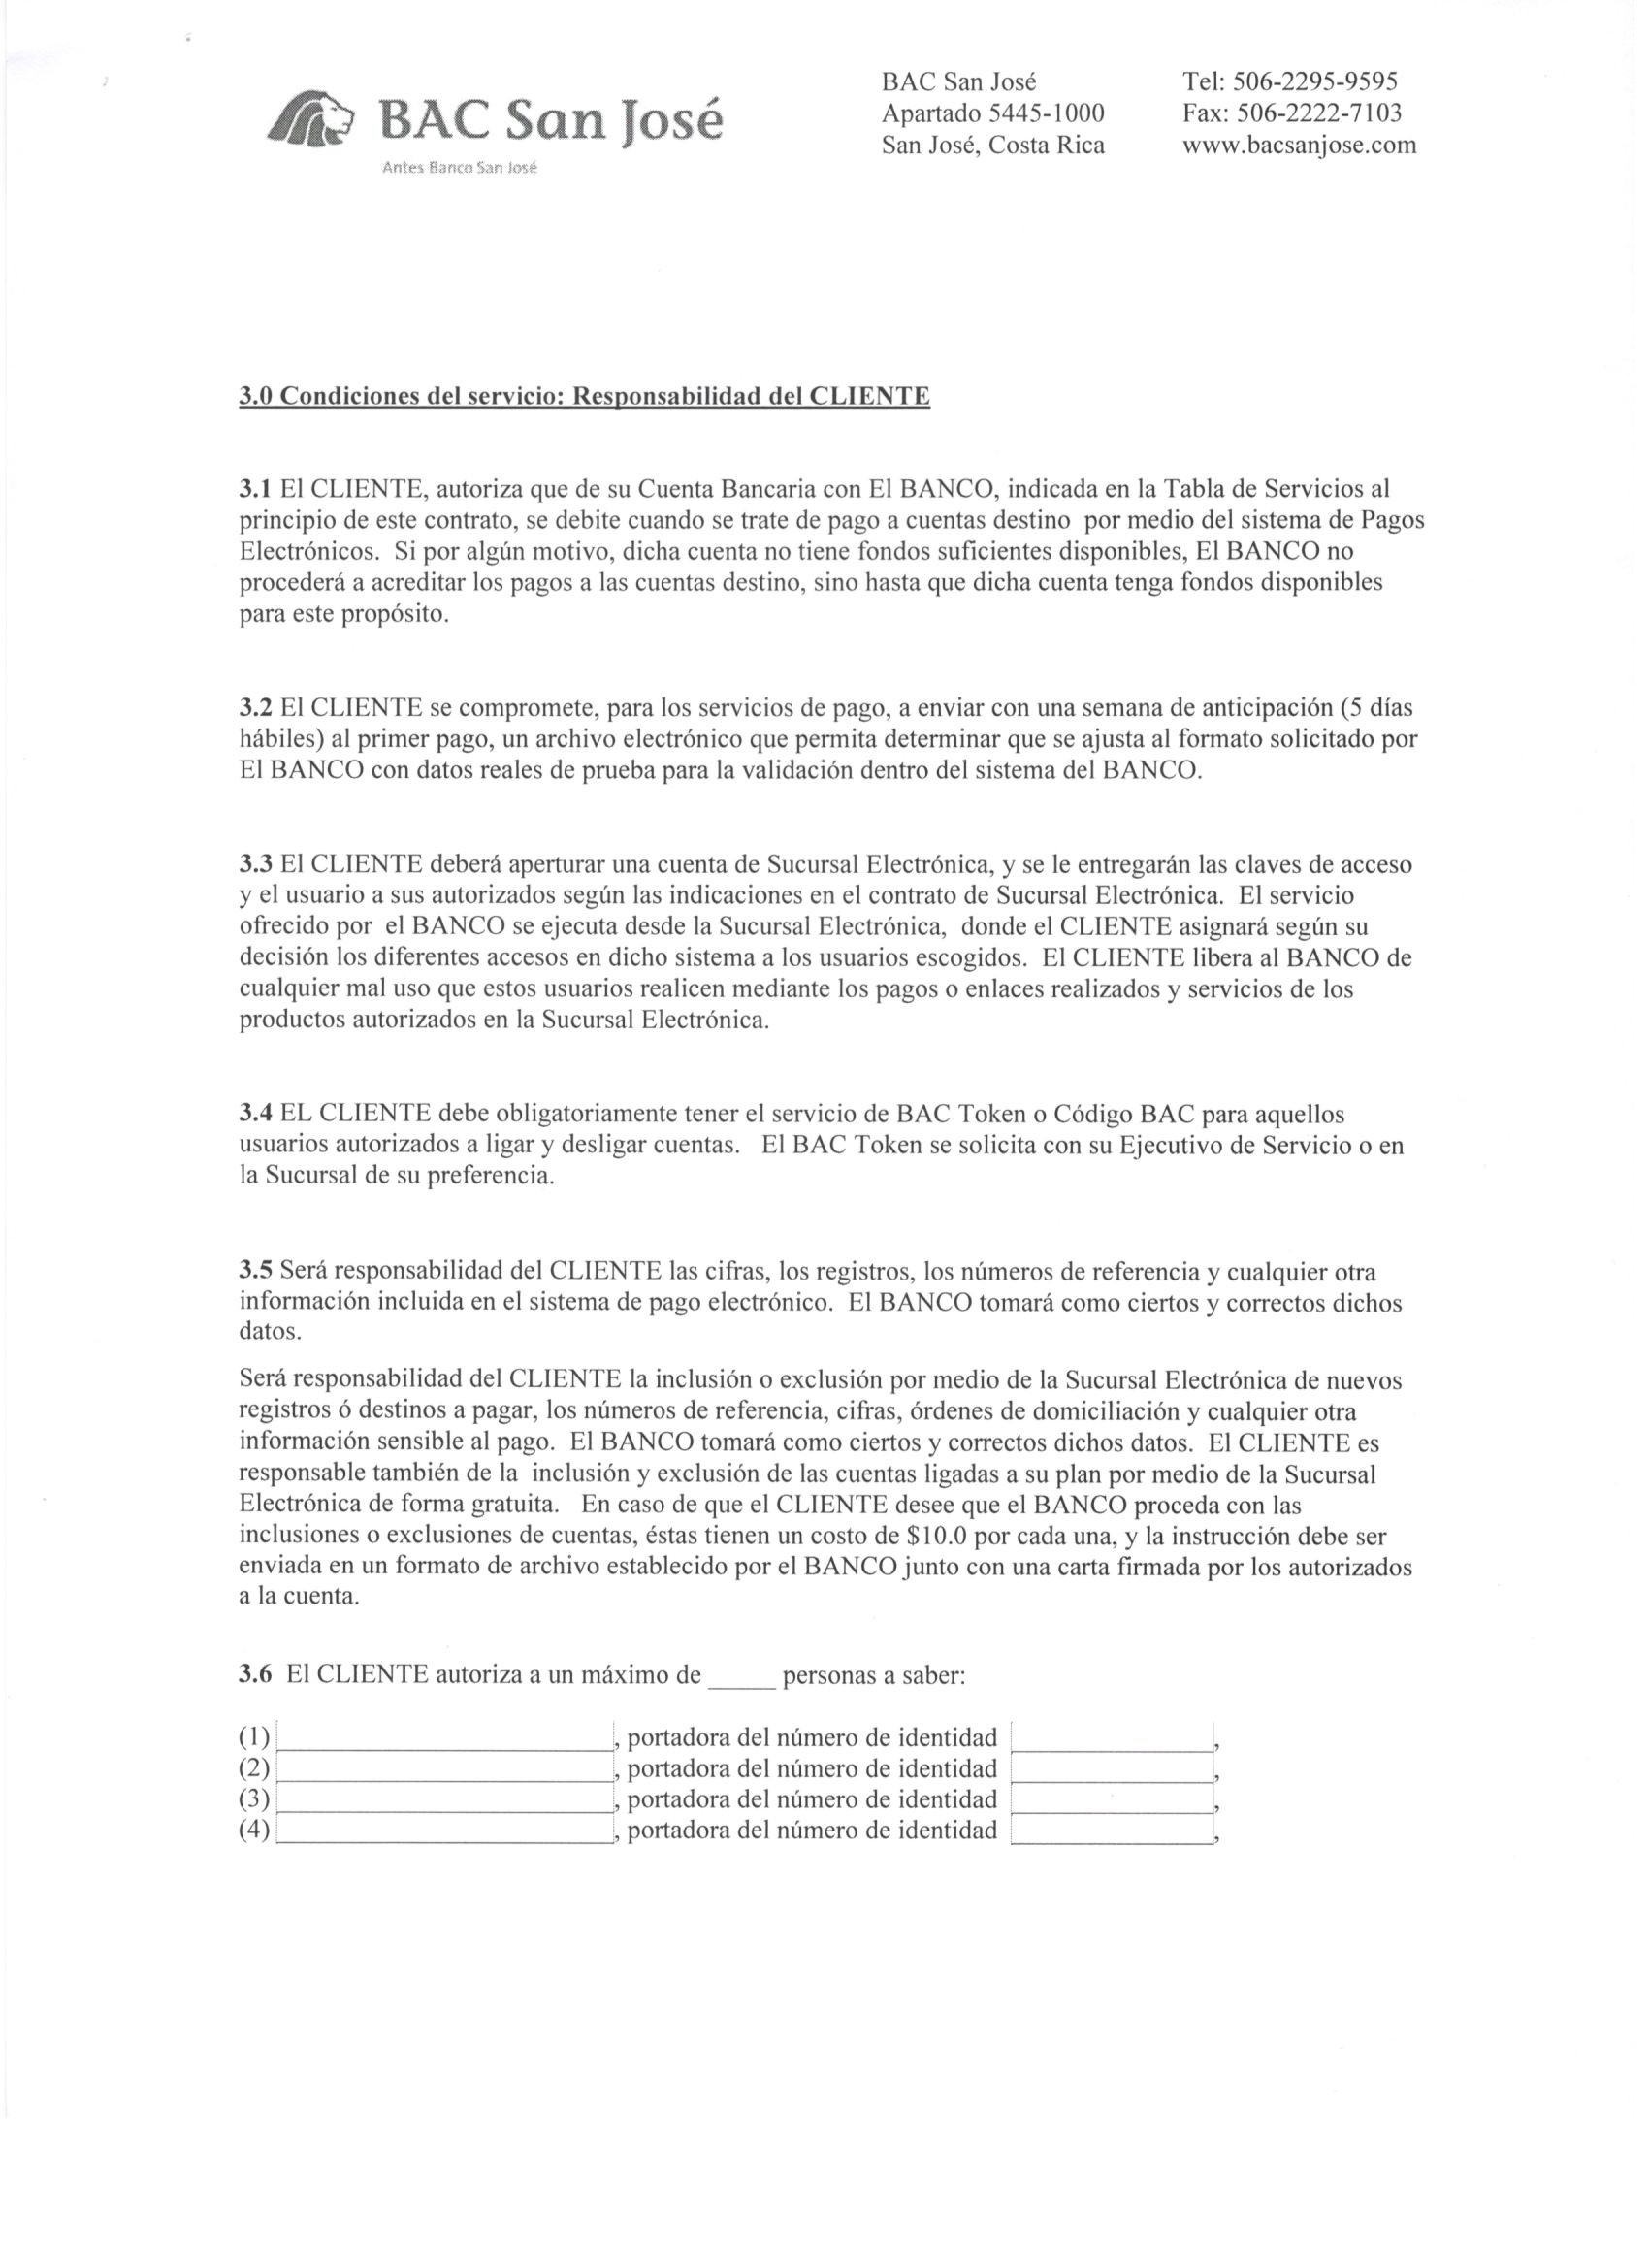 BAC San José
Antes Banco San José
BAC San José
Apartado 5445-1000
San José, Costa Rica
Tel: 506-2295-9595
Fax: 506-2222-7103
www.bacsanjose.com
3.0 Condiciones del servicio: Responsabilidad del CLIENTE
3.1 El CLIENTE, autoriza que de su Cuenta Bancaria con El BANCO, indicada en la Tabla de Servicios al
principio de este contrato, se debite cuando se trate de pago a cuentas destino por medio del sistema de Pagos
Electrónicos. Si por algún motivo, dicha cuenta no tiene fondos suficientes disponibles, El BANCO no
procederá a acreditar los pagos a las cuentas destino, sino hasta que dicha cuenta tenga fondos disponibles
para este propósito.
3.2 El CLIENTE se compromete, para los servicios de pago, a enviar con una semana de anticipación (5 días
hábiles) al primer pago, un archivo electrónico que permita determinar que se ajusta al formato solicitado por
El BANCO con datos reales de prueba para la validación dentro del sistema del BANCO.
3.3 El CLIENTE deberá aperturar una cuenta de Sucursal Electrónica, y se le entregarán las claves de acceso
y el usuario a sus autorizados según las indicaciones en el contrato de Sucursal Electrónica. El servicio
ofrecido por el BANCO se ejecuta desde la Sucursal Electrónica, donde el CLIENTE asignará según su
decisión los diferentes accesos en dicho sistema a los usuarios escogidos. El CLIENTE libera al BANCO de
cualquier mal uso que estos usuarios realicen mediante los pagos o enlaces realizados y servicios de los
productos autorizados en la Sucursal Electrónica.
3.4 EL CLIENTE debe obligatoriamente tener el servicio de BAC Token o Código BAC para aquellos
usuarios autorizados a ligar y desligar cuentas. El BAC Token se solicita con su Ejecutivo de Servicio o en
la Sucursal de su preferencia.
3.5 Será responsabilidad del CLIENTE las cifras, los registros, los números de referencia y cualquier otra
información incluida en el sistema de pago electrónico. El BANCO tomará como ciertos y correctos dichos
datos.
Será responsabilidad del CLIENTE la inclusión o exclusión por medio de la Sucursal Electrónica de nuevos
registros ó destinos a pagar, los números de referencia, cifras, órdenes de domiciliación y cualquier otra
información sensible al pago. El BANCO tomará como ciertos y correctos dichos datos. El CLIENTE es
responsable también de la inclusión y exclusión de las cuentas ligadas a su plan por medio de la Sucursal
Electrónica de forma gratuita. En caso de que el CLIENTE desee que el BANCO proceda con las
inclusiones o exclusiones de cuentas, éstas tienen un costo de $10.0 por cada una, y la instrucción debe ser
enviada en un formato de archivo establecido por el BANCO junto con una carta firmada por los autorizados
a la cuenta.
3.6 El CLIENTE autoriza a un máximo de _____ personas a saber:
(1) _________________________, portadora del número de identidad _______________,
(2) _________________________, portadora del número de identidad _______________,
(3) _________________________, portadora del número de identidad _______________,
(4) _________________________, portadora del número de identidad _______________,